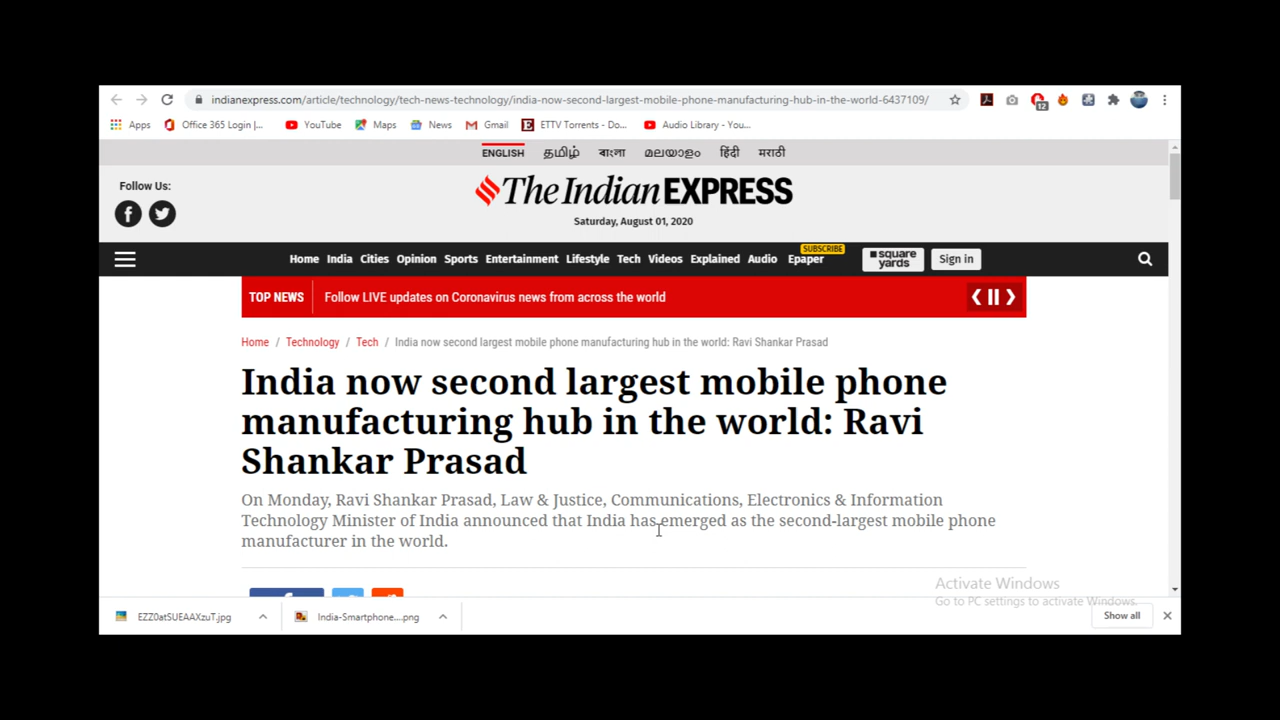 indianexpress.com/article/technology/tech-news-technology/india-now-second-largest-mobile-phone-manufacturing-hub-in-the-world-6437109/
12
Apps Office 365 Login |... YouTube Maps News Gmail ETTV Torrents - Do... Audio Library - You...
ENGLISH தமிழ் বাংলা മലയാളം हिंदी मराठी
Follow Us:
The Indian EXPRESS
Saturday, August 01, 2020
SUBSCRIBE
Home India Cities Opinion Sports Entertainment Lifestyle Tech Videos Explained Audio Epaper square yards Sign in
TOP NEWS Follow LIVE updates on Coronavirus news from across the world
Home / Technology / Tech / India now second largest mobile phone manufacturing hub in the world: Ravi Shankar Prasad
India now second largest mobile phone
manufacturing hub in the world: Ravi
Shankar Prasad
On Monday, Ravi Shankar Prasad, Law & Justice, Communications, Electronics & Information
Technology Minister of India announced that India has emerged as the second-largest mobile phone
manufacturer in the world.
Activate Windows
Go to PC settings to activate Windows.
EZZ0atSUEAAXzuT.jpg India-Smartphone....png Show all